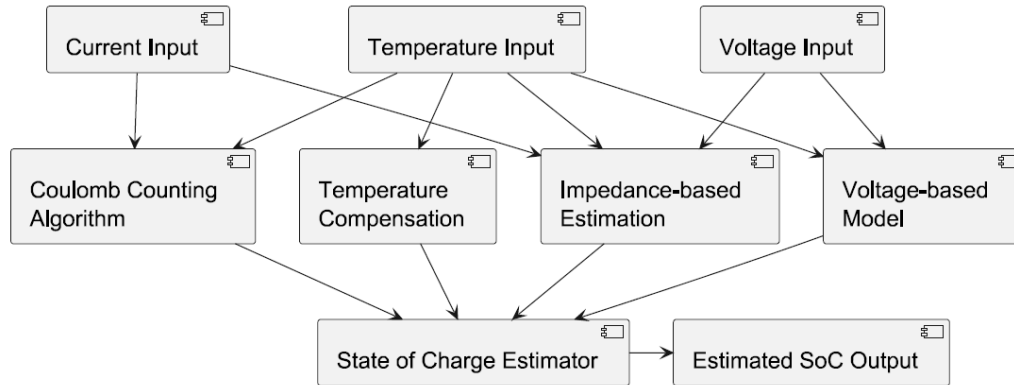 Current Input
Temperature Input
Voltage Input
Coulomb Counting
Algorithm
Temperature
Compensation
Impedance-based
Estimation
Voltage-based
Model
State of Charge Estimator
Estimated SoC Output